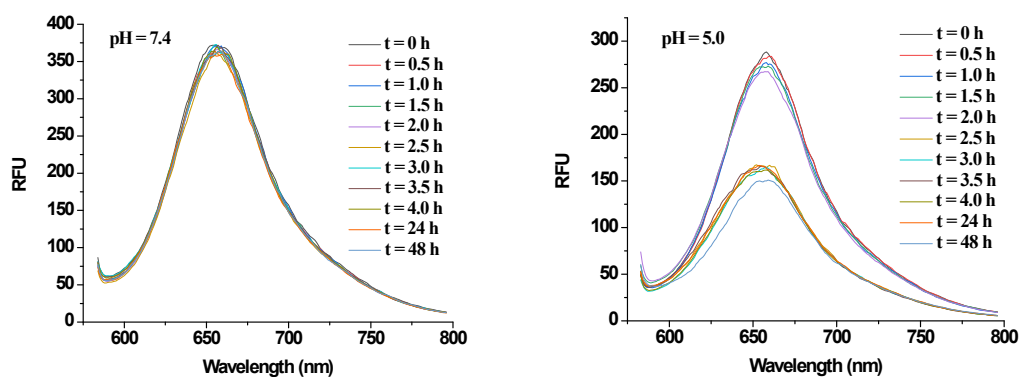 pH = 7.4
400
350
300
250
200
150
100
50
0
RFU
600
650
700
750
800
Wavelength (nm)
t = 0 h
t = 0.5 h
t = 1.0 h
t = 1.5 h
t = 2.0 h
t = 2.5 h
t = 3.0 h
t = 3.5 h
t = 4.0 h
t = 24 h
t = 48 h
pH = 5.0
300
250
200
150
100
50
0
RFU
600
650
700
750
800
Wavelength (nm)
t = 0 h
t = 0.5 h
t = 1.0 h
t = 1.5 h
t = 2.0 h
t = 2.5 h
t = 3.0 h
t = 3.5 h
t = 4.0 h
t = 24 h
t = 48 h